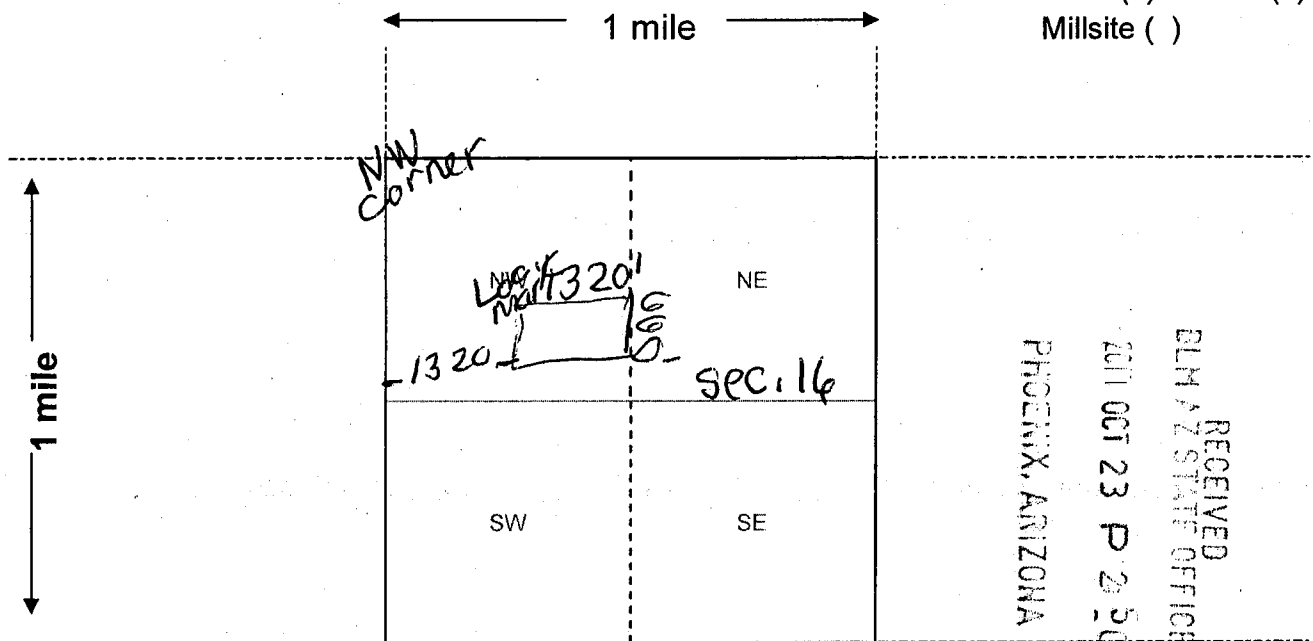 1 mile
Millsite ( )
NW
corner
1 mile
NE
1320'
660
1320
sec. 16
SW
SE
RECEIVED
BLM AZ STATE OFFICE
OCT 23 P 2:50
PHOENIX, ARIZONA